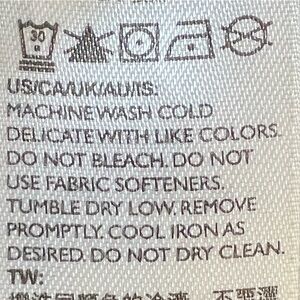 30
US/CA/UK/AU/IS:
MACHINE WASH COLD
DELICATE WITH LIKE COLORS.
DO NOT BLEACH. DO NOT
USE FABRIC SOFTENERS.
TUMBLE DRY LOW. REMOVE
PROMPTLY. COOL IRON AS
DESIRED. DO NOT DRY CLEAN.
TW: